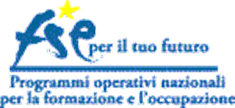 fse per il tuo futuro
Programmi operativi nazionali
per la formazione e l'occupazione